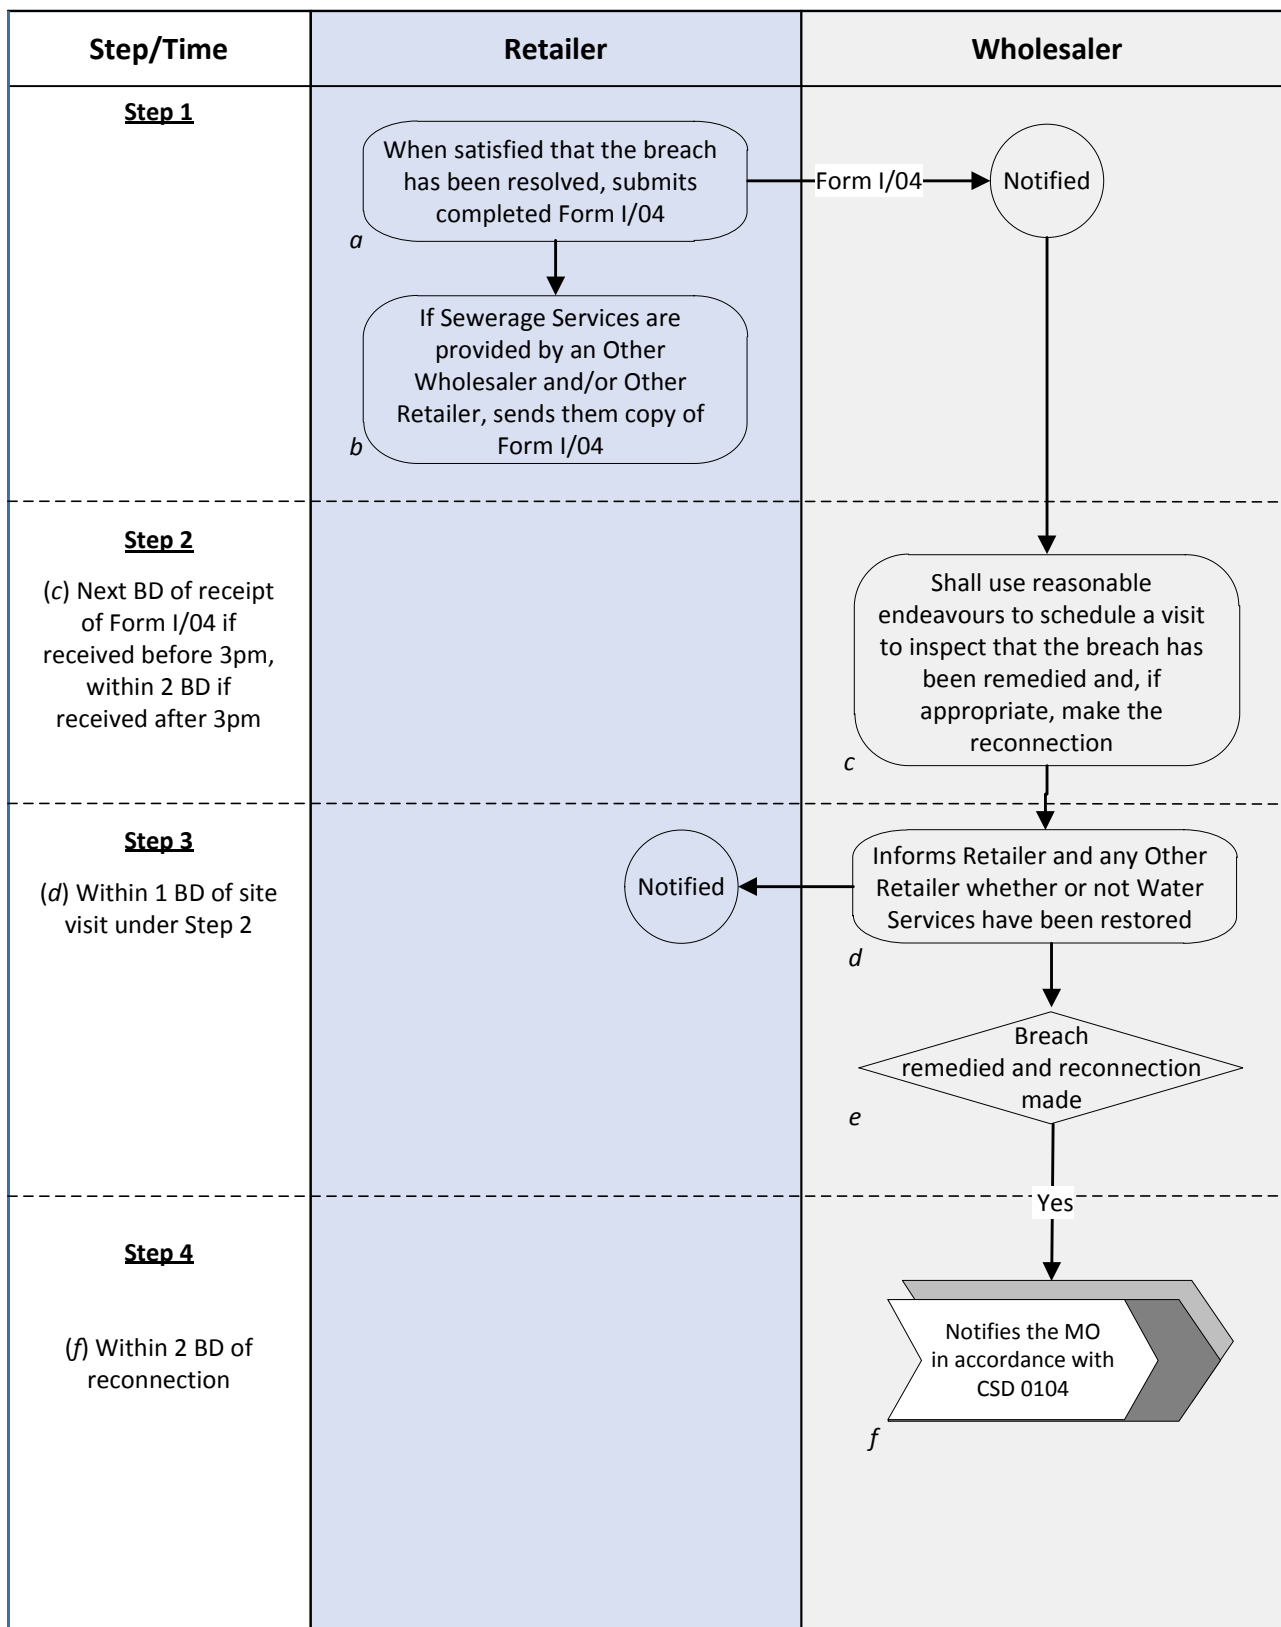 Step/Time
Retailer
Wholesaler
Step 1
When satisfied that the breach
has been resolved, submits
completed Form I/04
a
Form I/04
Notified
If Sewerage Services are
provided by an Other
Wholesaler and/or Other
Retailer, sends them copy of
Form I/04
b
Step 2
(c) Next BD of receipt
of Form I/04 if
received before 3pm,
within 2 BD if
received after 3pm
Shall use reasonable
endeavours to schedule a visit
to inspect that the breach has
been remedied and, if
appropriate, make the
reconnection
c
Step 3
(d) Within 1 BD of site
visit under Step 2
Notified
Informs Retailer and any Other
Retailer whether or not Water
Services have been restored
d
Breach
remedied and reconnection
made
e
Yes
Step 4
(f) Within 2 BD of
reconnection
Notifies the MO
in accordance with
CSD 0104
f